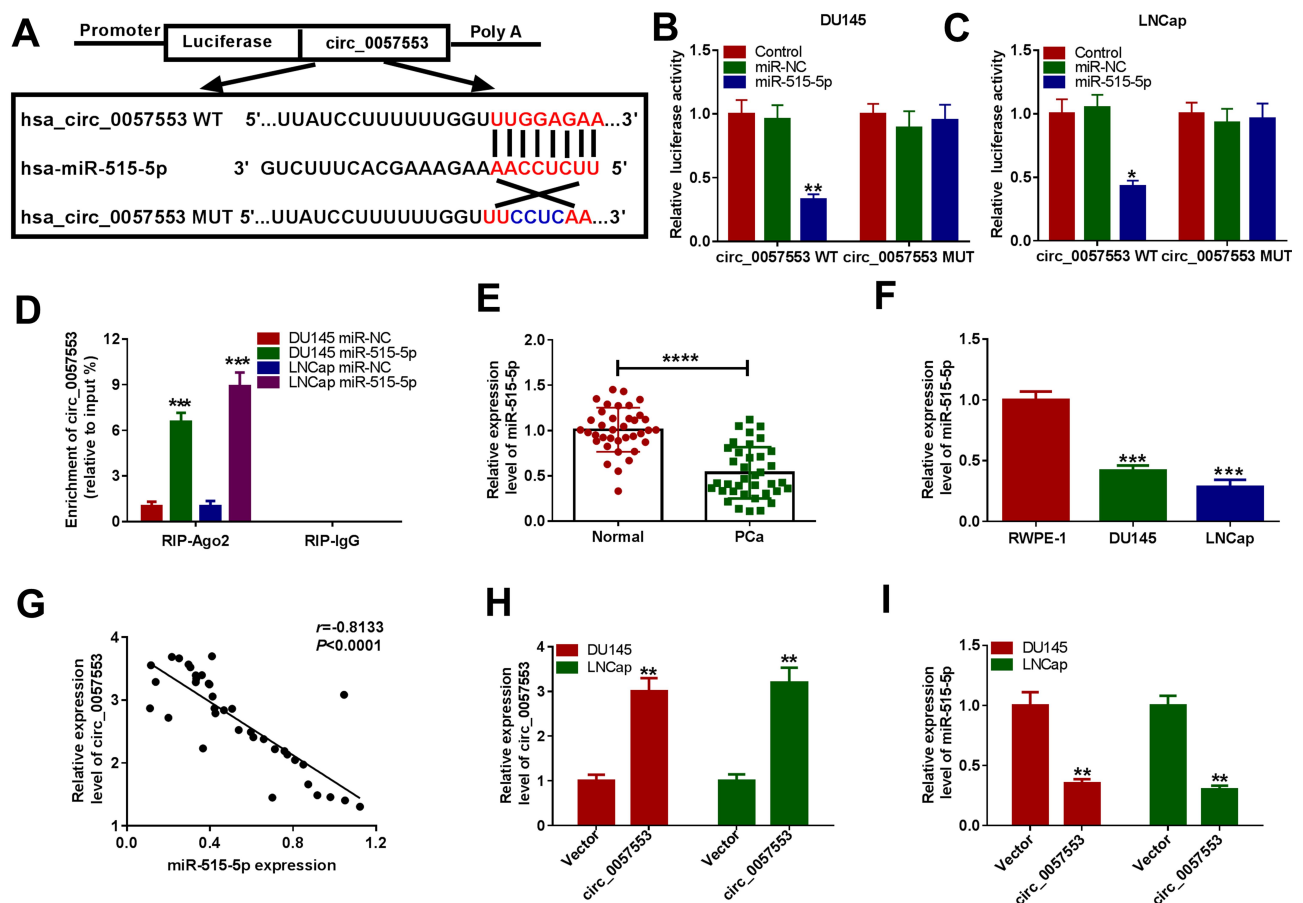 A
Promoter
Luciferase
circ_0057553
Poly A
hsa_circ_0057553 WT 5'...UUAUCCUUUUUUGGUUUGGAGAA...3'
hsa-miR-515-5p 3' GUCUUUCACGAAAGAAAACCUCUU 5'
hsa_circ_0057553 MUT 5'...UUAUCCUUUUUUGGUUUCCUCAA...3'
B
DU145
Relative luciferase activity
Control
miR-NC
miR-515-5p
1.5
1.0
0.5
0.0
**
circ_0057553 WT circ_0057553 MUT
C
LNCap
Relative luciferase activity
Control
miR-NC
miR-515-5p
1.5
1.0
0.5
0.0
*
circ_0057553 WT circ_0057553 MUT
D
Enrichment of circ_0057553
(relative to input %)
12
9
6
3
0
DU145 miR-NC
DU145 miR-515-5p
LNCap miR-NC
LNCap miR-515-5p
***
***
RIP-Ago2
RIP-IgG
E
Relative expression
level of miR-515-5p
2.0
1.5
1.0
0.5
0.0
****
Normal
PCa
F
Relative expression
level of miR-515-5p
1.5
1.0
0.5
0.0
***
***
RWPE-1
DU145
LNCap
G
Relative expression
level of circ_0057553
r=-0.8133
P<0.0001
4
3
2
1
0.0
0.4
0.8
1.2
miR-515-5p expression
H
Relative expression
level of circ_0057553
DU145
LNCap
4
3
2
1
0
**
**
Vector
circ_0057553
Vector
circ_0057553
I
Relative expression
level of miR-515-5p
DU145
LNCap
1.5
1.0
0.5
0.0
**
**
Vector
circ_0057553
Vector
circ_0057553